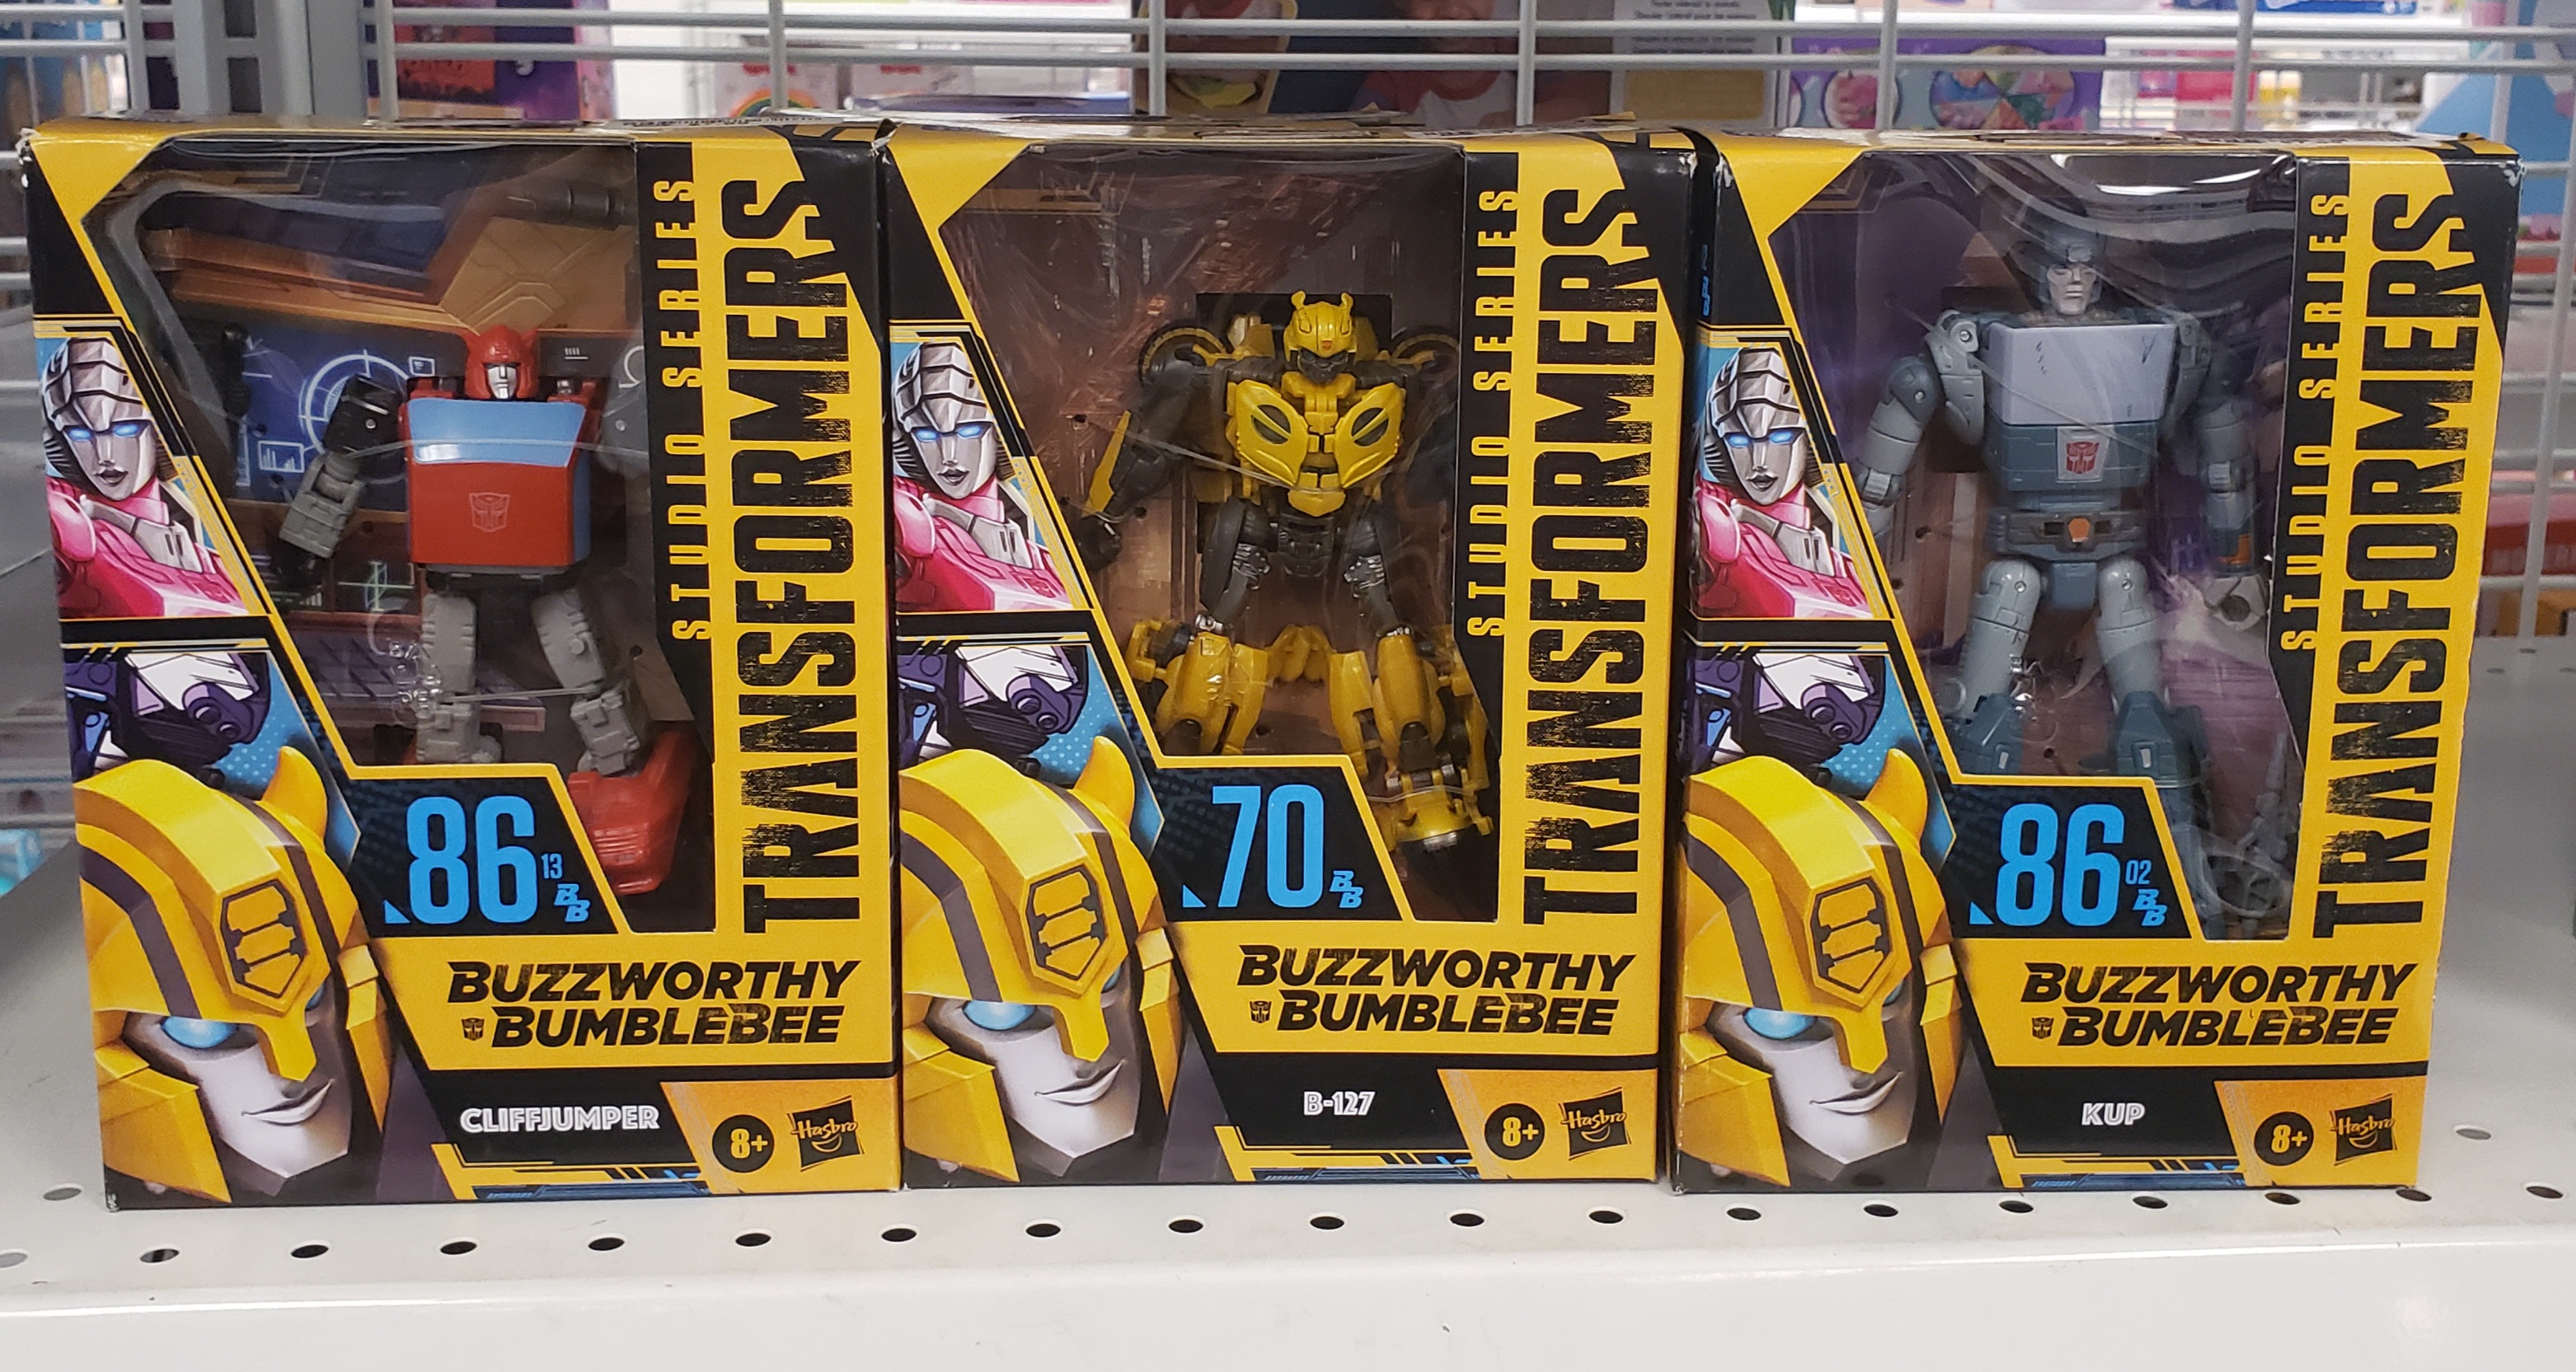 STUDIO SERIES
TRANSFORMERS
86
13
BB
BUZZWORTHY
BUMBLEBEE
CLIFFJUMPER
8+
Hasbro
STUDIO SERIES
TRANSFORMERS
70
BB
BUZZWORTHY
BUMBLEBEE
B-127
8+
Hasbro
STUDIO SERIES
TRANSFORMERS
86
02
BB
BUZZWORTHY
BUMBLEBEE
KUP
8+
Hasbro